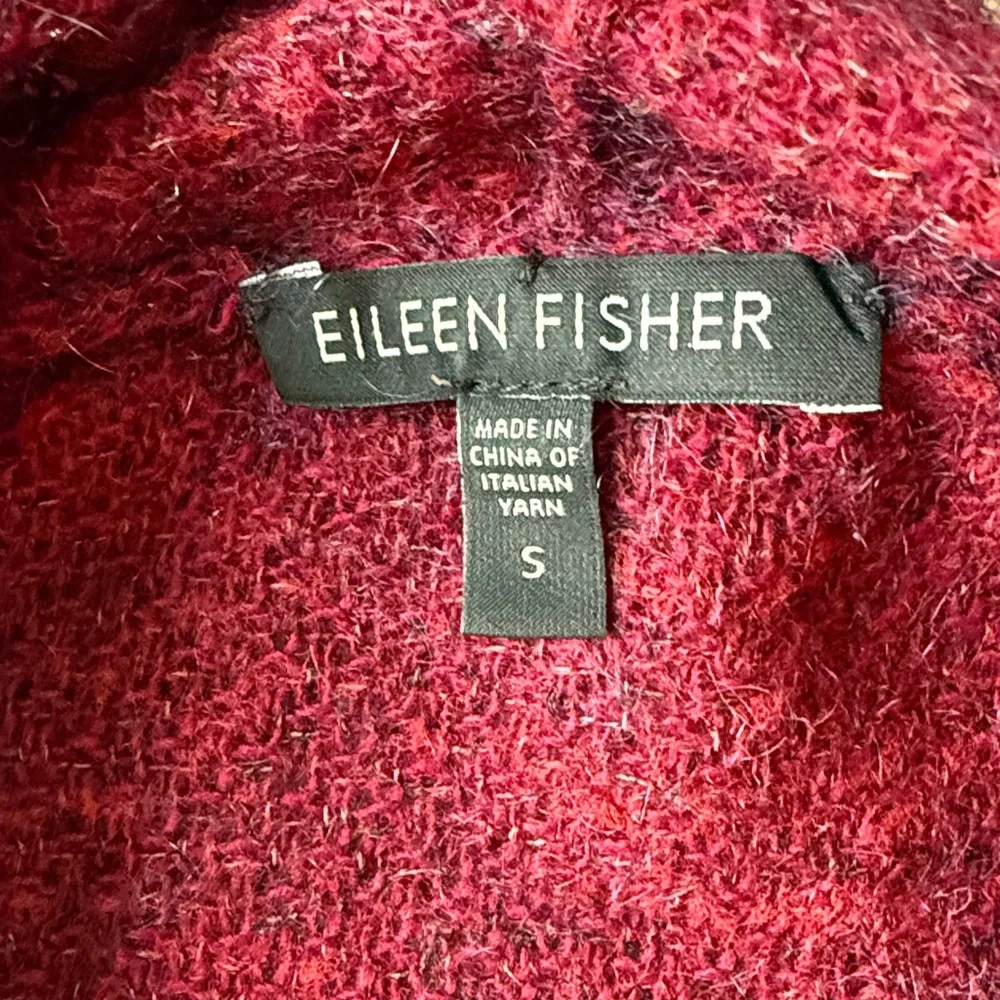 EILEEN FISHER
MADE IN
CHINA OF
ITALIAN
YARN
S